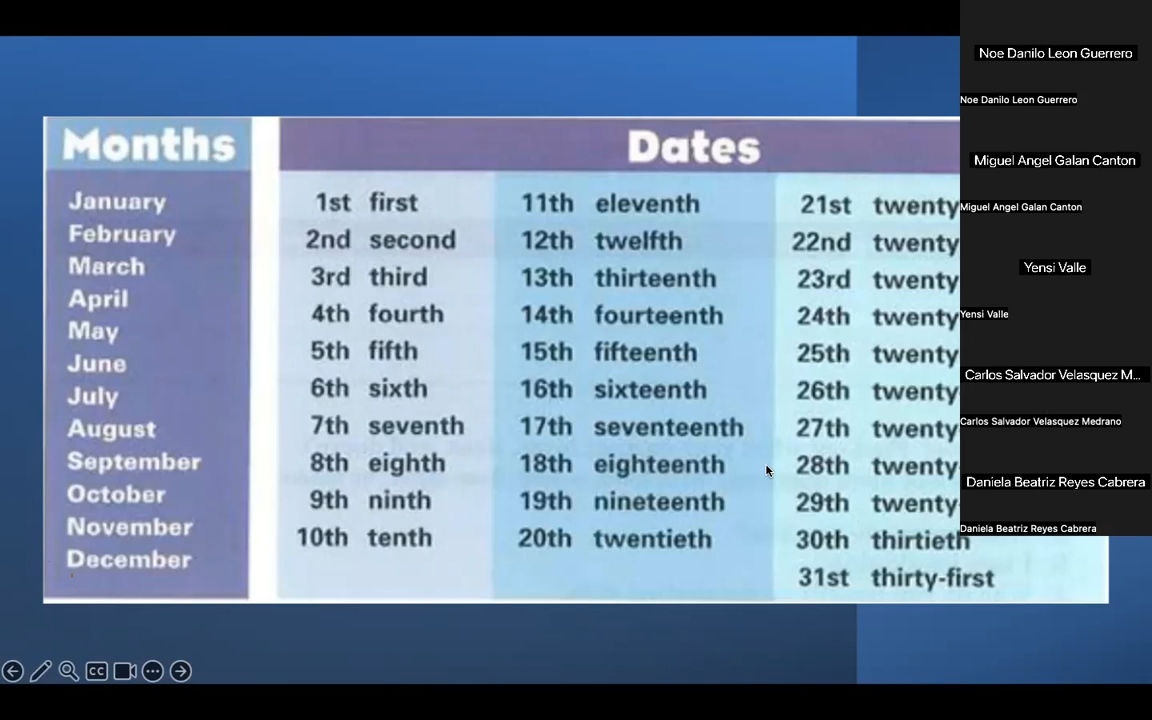 Months
January
February
March
April
May
June
July
August
September
October
November
December
Dates
1st first
2nd second
3rd third
4th fourth
5th fifth
6th sixth
7th seventh
8th eighth
9th ninth
10th tenth
11th eleventh
12th twelfth
13th thirteenth
14th fourteenth
15th fifteenth
16th sixteenth
17th seventeenth
18th eighteenth
19th nineteenth
20th twentieth
21st twenty
22nd twenty
23rd twenty
24th twenty
25th twenty
26th twenty
27th twenty
28th twenty
29th twenty
30th thirtieth
31st thirty-first
Noe Danilo Leon Guerrero
Noe Danilo Leon Guerrero
Miguel Angel Galan Canton
Miguel Angel Galan Canton
Yensi Valle
Yensi Valle
Carlos Salvador Velasquez M...
Carlos Salvador Velasquez Medrano
Daniela Beatriz Reyes Cabrera
Daniela Beatriz Reyes Cabrera
CC